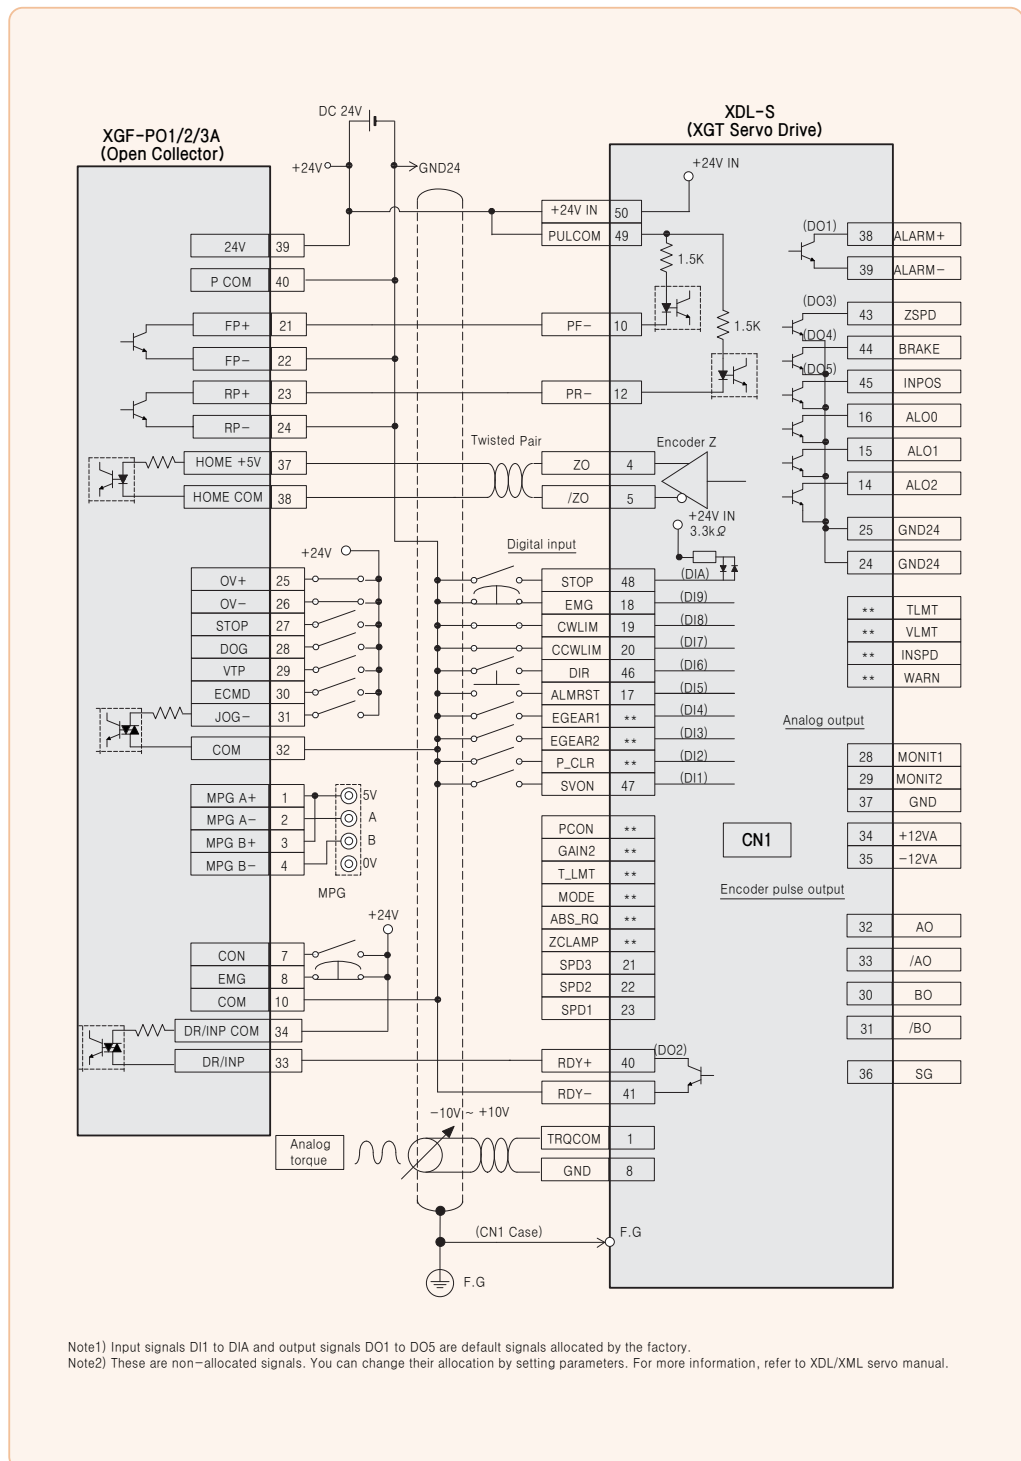 XGF-PO1/2/3A
(Open Collector)
DC 24V
+24V
GND24
XDL-S
(XGT Servo Drive)
+24V IN
24V 39
P COM 40
FP+ 21
FP- 22
RP+ 23
RP- 24
HOME +5V 37
HOME COM 38
+24V
OV+ 25
OV- 26
STOP 27
DOG 28
VTP 29
ECMD 30
JOG- 31
COM 32
MPG A+ 1
MPG A- 2
MPG B+ 3
MPG B- 4
5V
A
B
0V
MPG
+24V
CON 7
EMG 8
COM 10
DR/INP COM 34
DR/INP 33
Analog
torque
-10V ~ +10V
Twisted Pair
Digital input
+24V IN 50
PULCOM 49
1.5K
1.5K
PF- 10
PR- 12
Encoder Z
ZO 4
/ZO 5
+24V IN
3.3kΩ
STOP 48 (DIA)
EMG 18 (DI9)
CWLIM 19 (DI8)
CCWLIM 20 (DI7)
DIR 46 (DI6)
ALMRST 17 (DI5)
EGEAR1 ** (DI4)
EGEAR2 ** (DI3)
P_CLR ** (DI2)
SVON 47 (DI1)
PCON **
GAIN2 **
T_LMT **
MODE **
ABS_RQ **
ZCLAMP **
SPD3 21
SPD2 22
SPD1 23
RDY+ 40 (DO2)
RDY- 41
TRQCOM 1
GND 8
(CN1 Case)
F.G
F.G
(DO1) 38 ALARM+
39 ALARM-
(DO3) 43 ZSPD
(DO4) 44 BRAKE
(DO5) 45 INPOS
16 ALO0
15 ALO1
14 ALO2
25 GND24
24 GND24
** TLMT
** VLMT
** INSPD
** WARN
Analog output
28 MONIT1
29 MONIT2
37 GND
34 +12VA
35 -12VA
CN1
Encoder pulse output
32 AO
33 /AO
30 BO
31 /BO
36 SG
Note1) Input signals DI1 to DIA and output signals DO1 to DO5 are default signals allocated by the factory.
Note2) These are non-allocated signals. You can change their allocation by setting parameters. For more information, refer to XDL/XML servo manual.